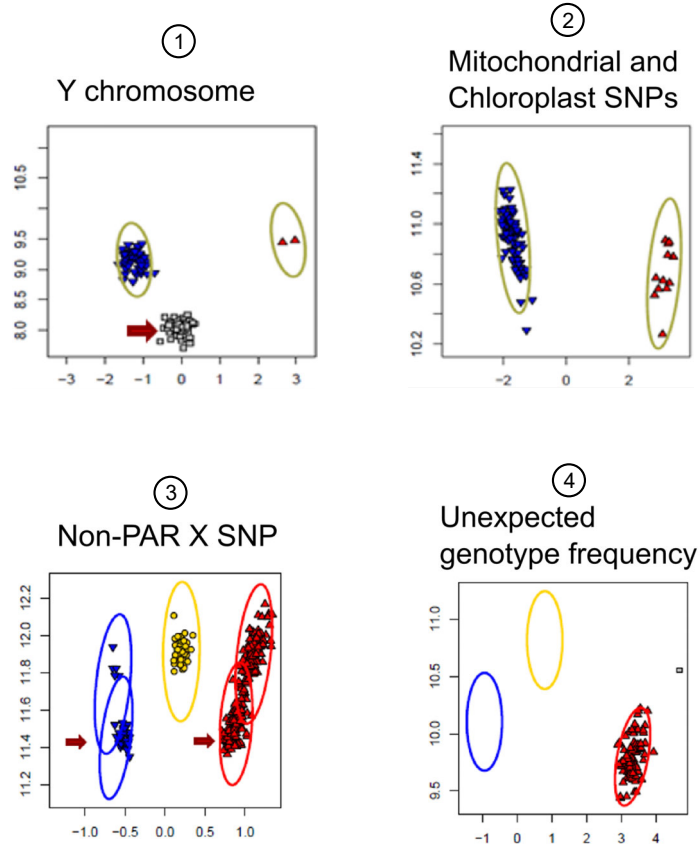 1
Y chromosome
10.5
9.5
9.0
8.5
8.0
−3 −2 −1 0 1 2 3
2
Mitochondrial and
Chloroplast SNPs
11.4
11.0
10.6
10.2
−2 0 2
3
Non-PAR X SNP
12.2
12.0
11.8
11.6
11.4
11.2
−1.0 −0.5 0.0 0.5 1.0
4
Unexpected
genotype frequency
11.0
10.5
10.0
9.5
−1 0 1 2 3 4